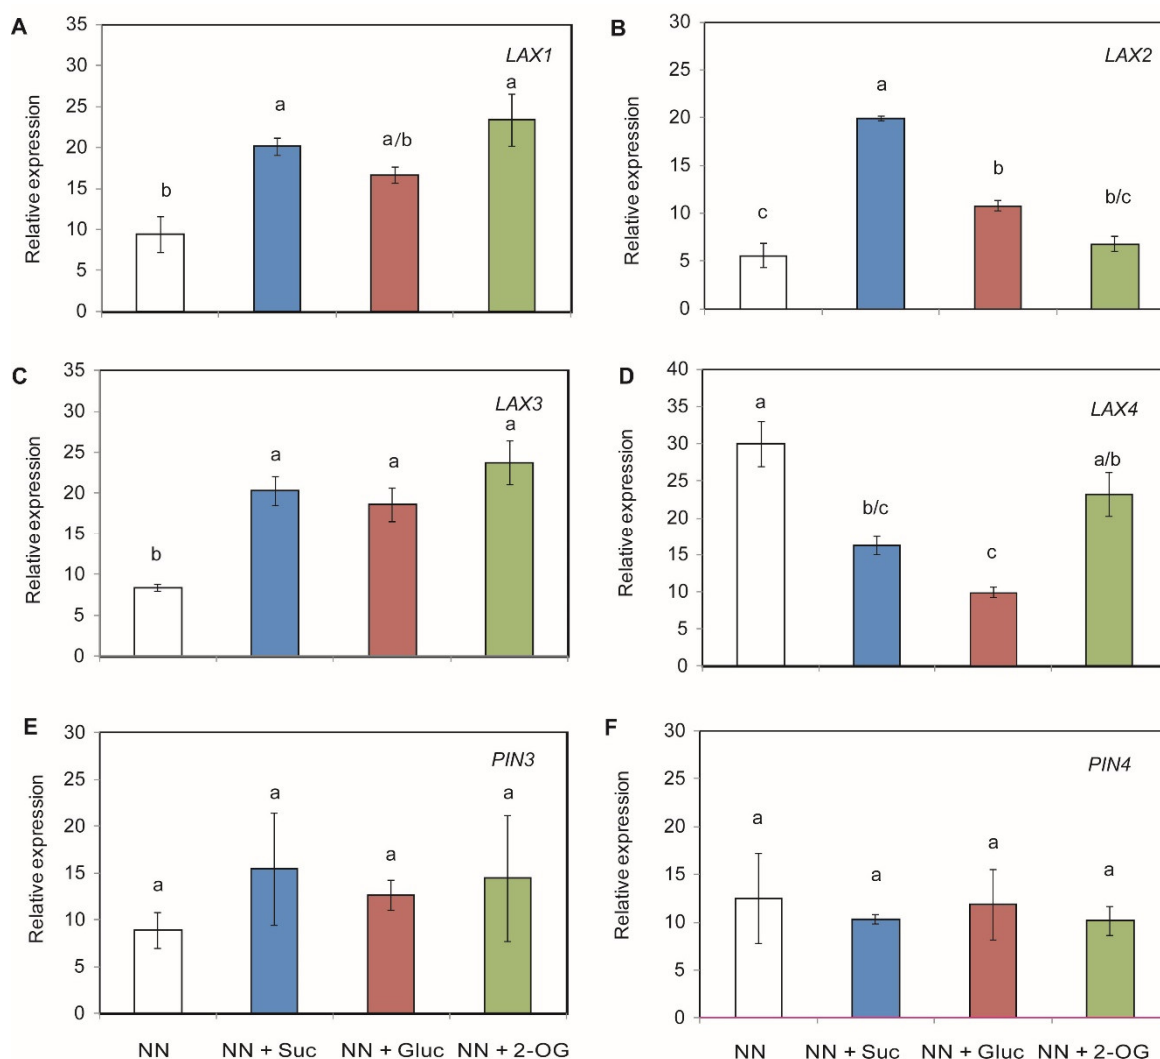 A
LAX1
Relative expression
35
30
25
20
15
10
5
0
b
a
a/b
a
B
LAX2
Relative expression
30
25
20
15
10
5
0
c
a
b
b/c
C
LAX3
Relative expression
35
30
25
20
15
10
5
0
b
a
a
a
D
LAX4
Relative expression
40
35
30
25
20
15
10
5
0
a
b/c
c
a/b
E
PIN3
Relative expression
30
25
20
15
10
5
0
a
a
a
a
NN NN + Suc NN + Gluc NN + 2-OG
F
PIN4
Relative expression
30
25
20
15
10
5
0
a
a
a
a
NN NN + Suc NN + Gluc NN + 2-OG